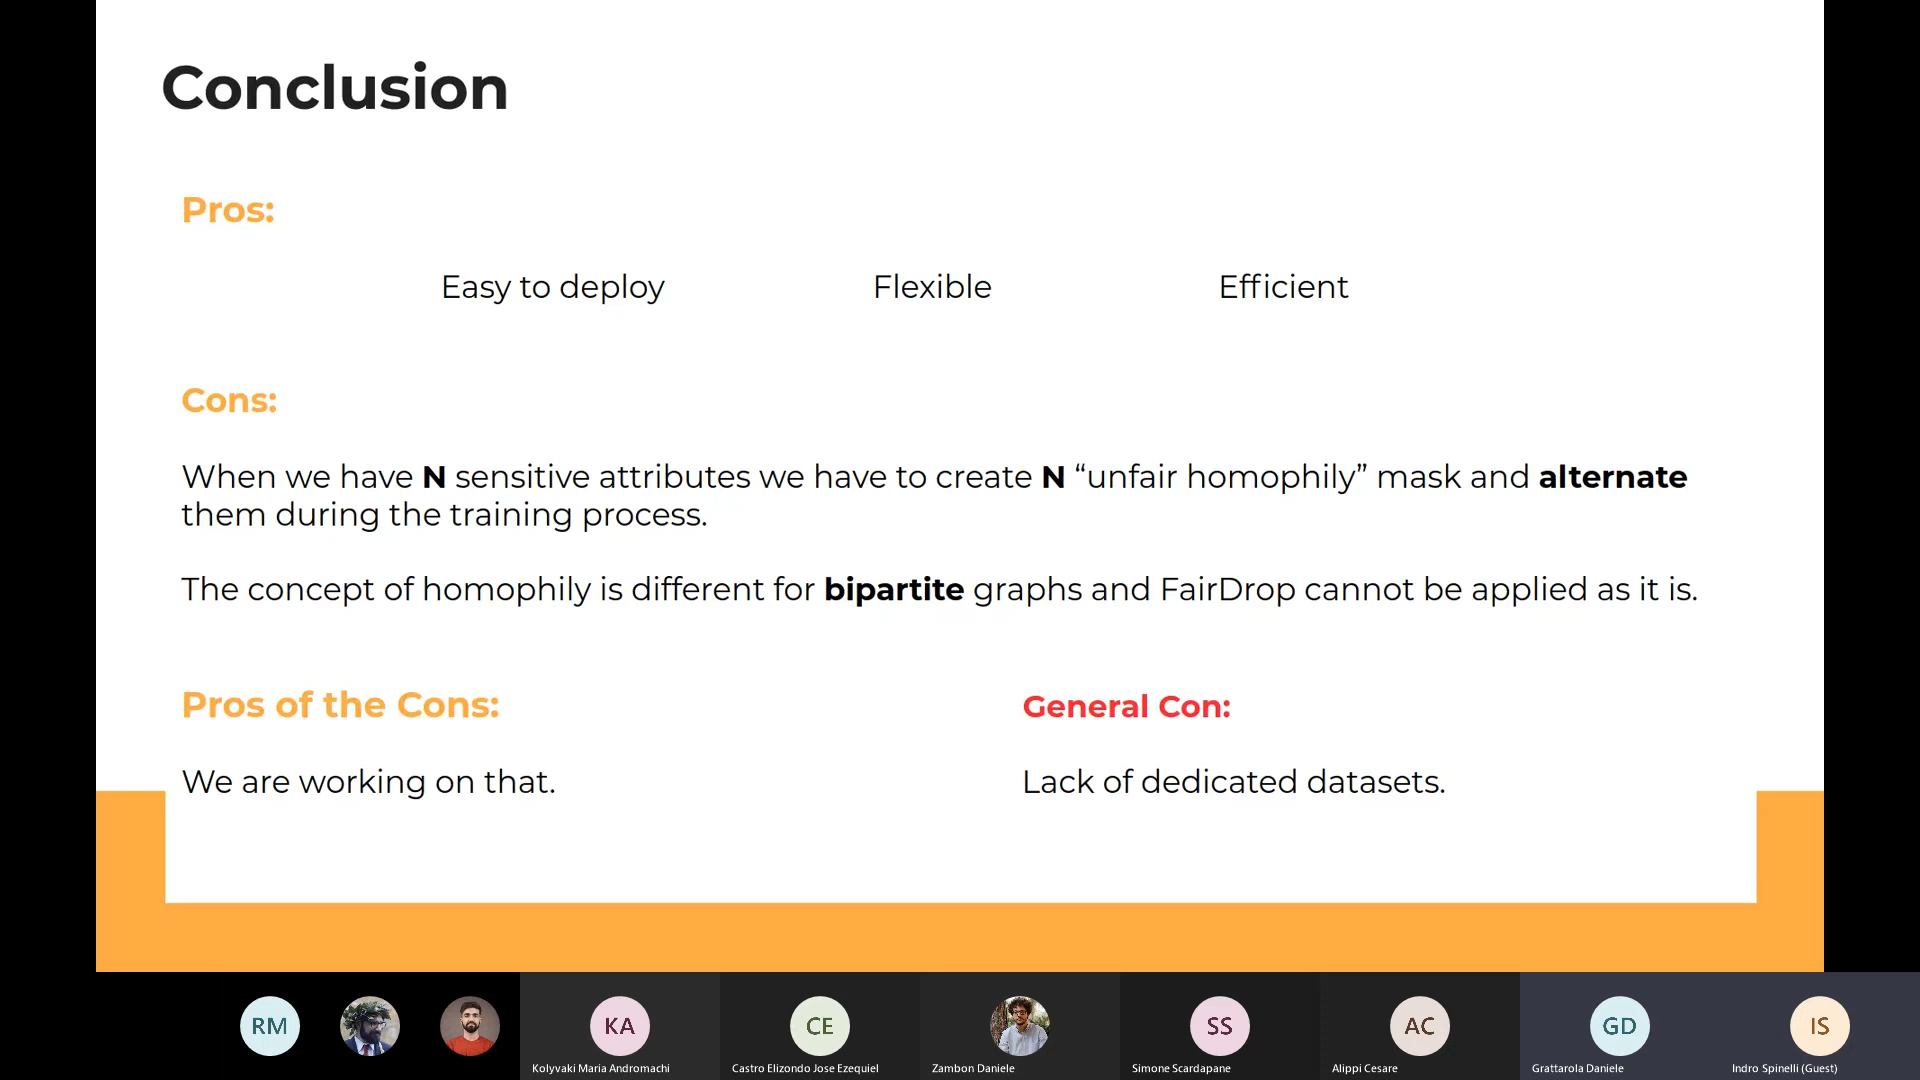 Conclusion
Pros:
Easy to deploy Flexible Efficient
Cons:
When we have N sensitive attributes we have to create N “unfair homophily” mask and alternate
them during the training process.
The concept of homophily is different for bipartite graphs and FairDrop cannot be applied as it is.
Pros of the Cons: General Con:
We are working on that. Lack of dedicated datasets.
RM KA CE SS AC GD IS
Kolyvaki Maria Andromachi Castro Elizondo Jose Ezequiel Zambon Daniele Simone Scardapane Alippi Cesare Grattarola Daniele Indro Spinelli (Guest)